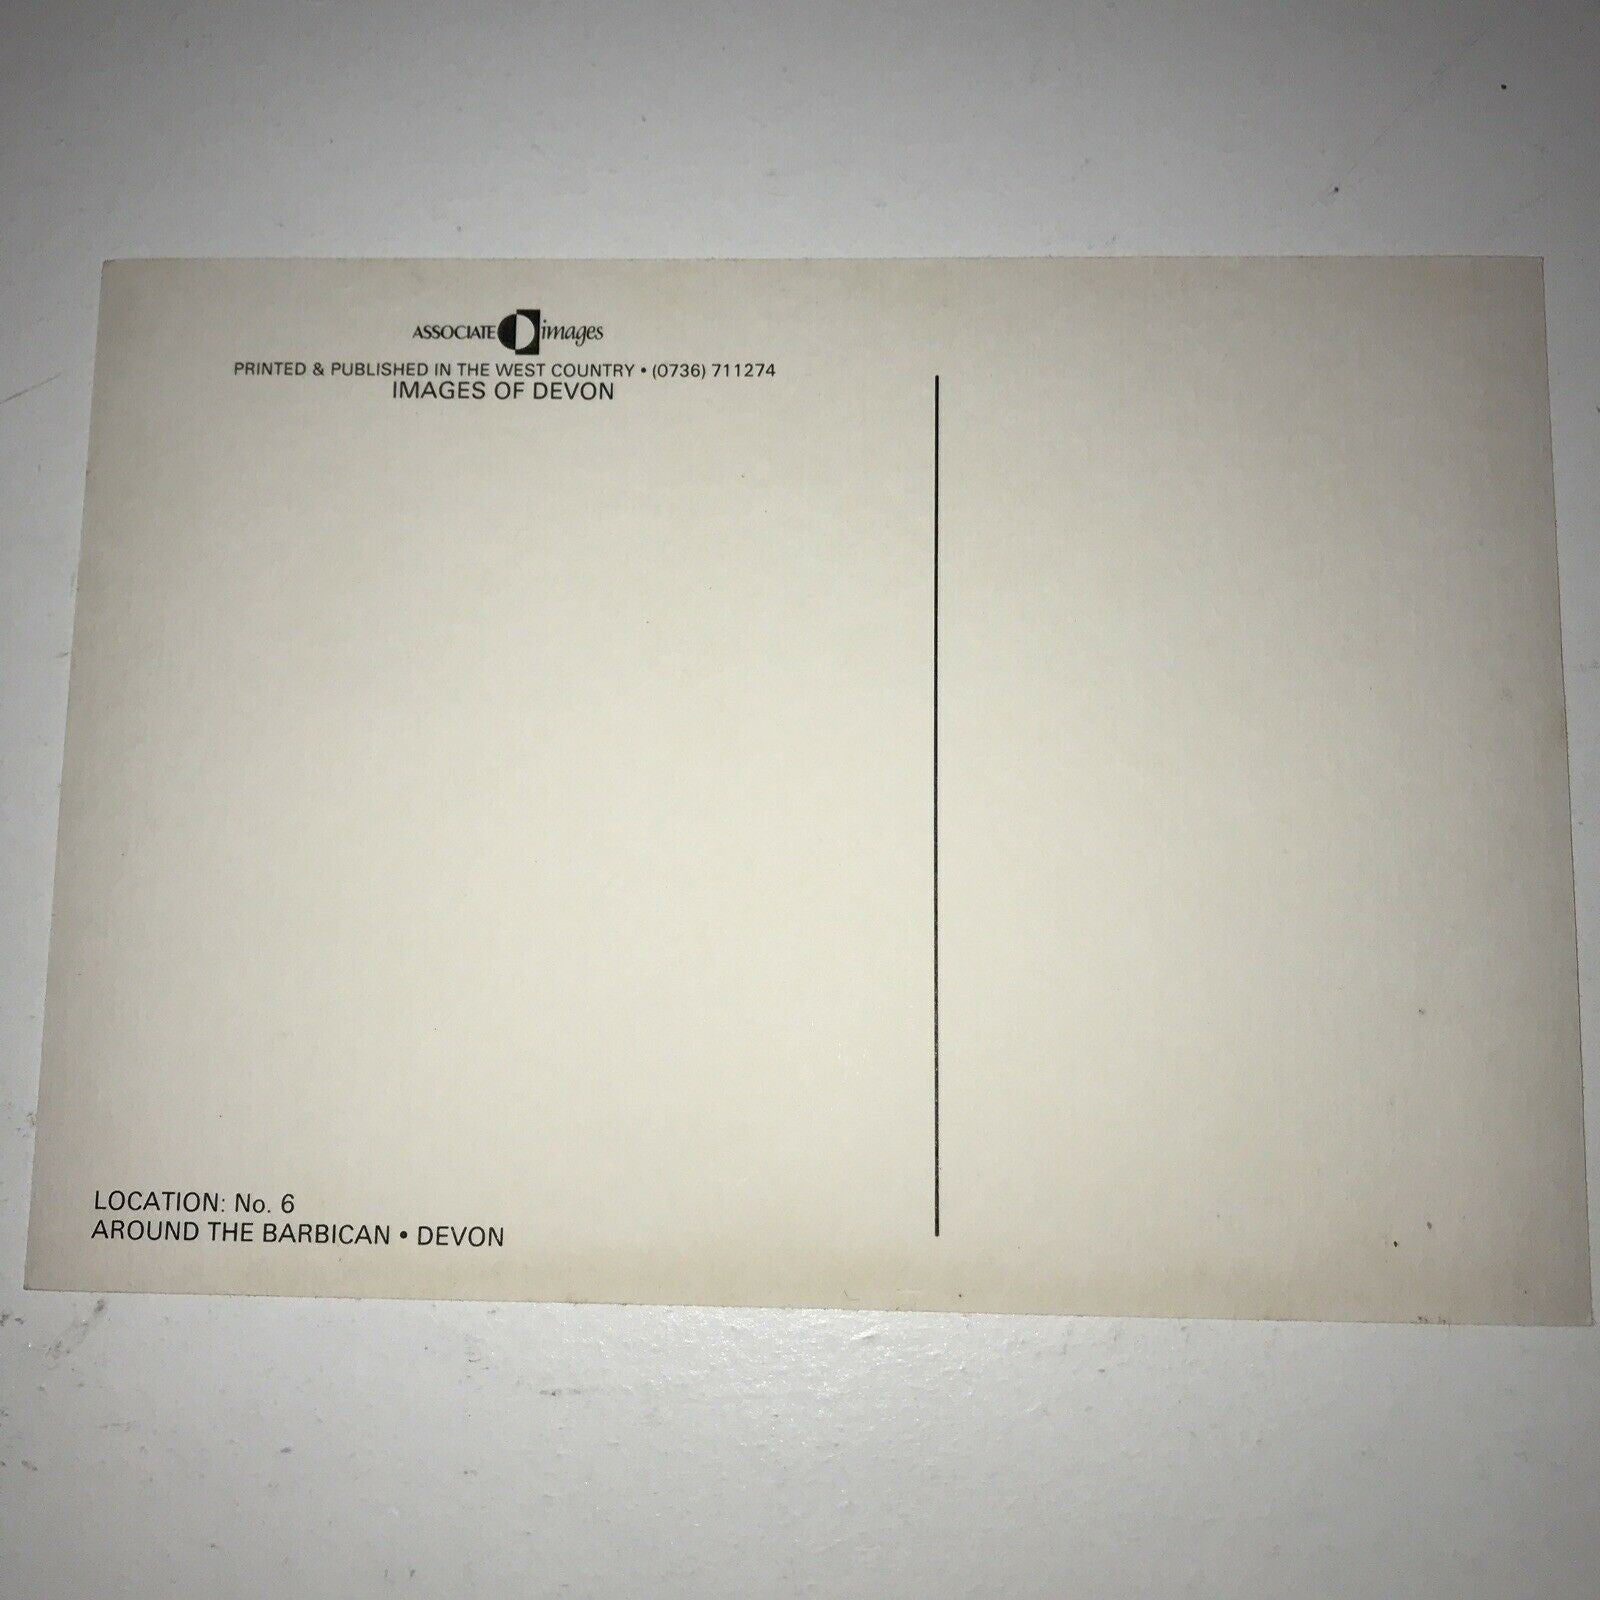 ASSOCIATE images
PRINTED & PUBLISHED IN THE WEST COUNTRY • (0736) 711274
IMAGES OF DEVON
LOCATION: No. 6
AROUND THE BARBICAN • DEVON